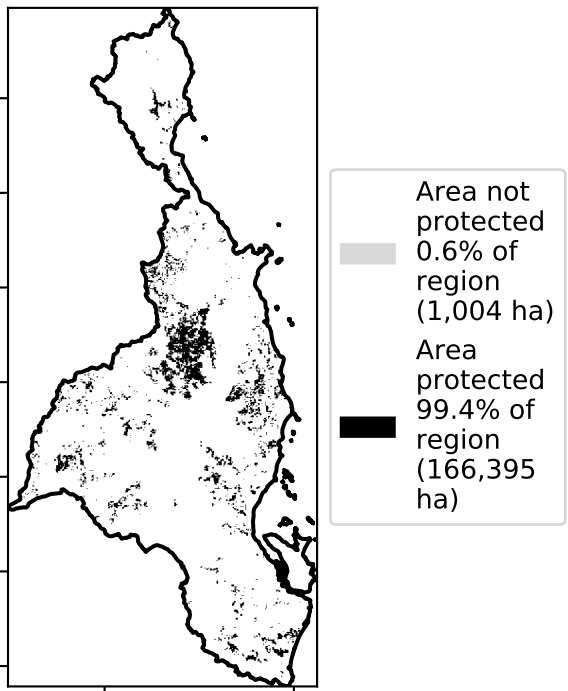 Area not
protected
0.6% of
region
(1,004 ha)
Area
protected
99.4% of
region
(166,395
ha)